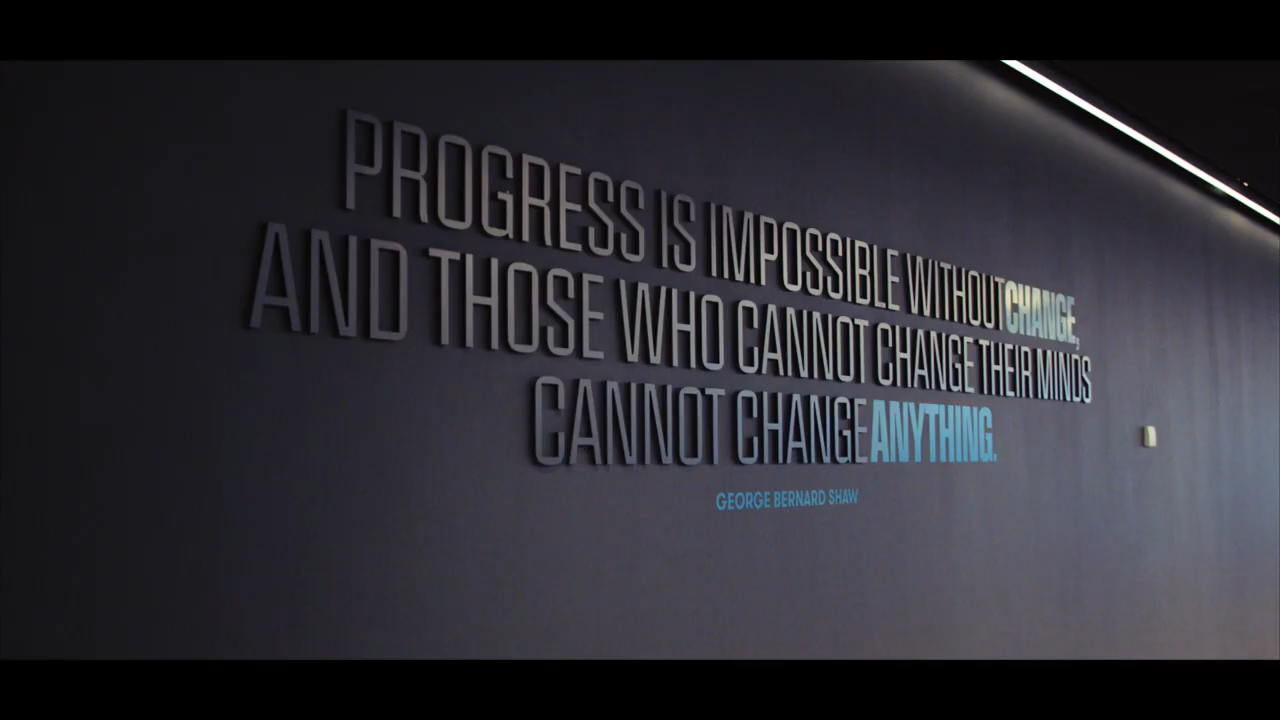 PROGRESS IS IMPOSSIBLE WITHOUT CHANGE,
AND THOSE WHO CANNOT CHANGE THEIR MINDS
CANNOT CHANGE ANYTHING.
GEORGE BERNARD SHAW